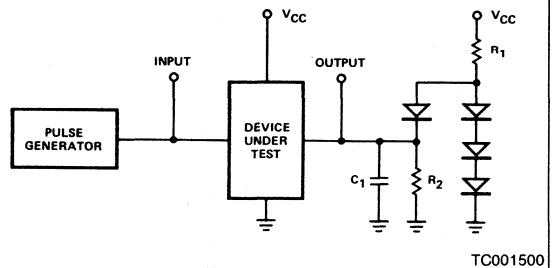 VCC
VCC
R1
INPUT
OUTPUT
PULSE
GENERATOR
DEVICE
UNDER
TEST
C1
R2
TC001500